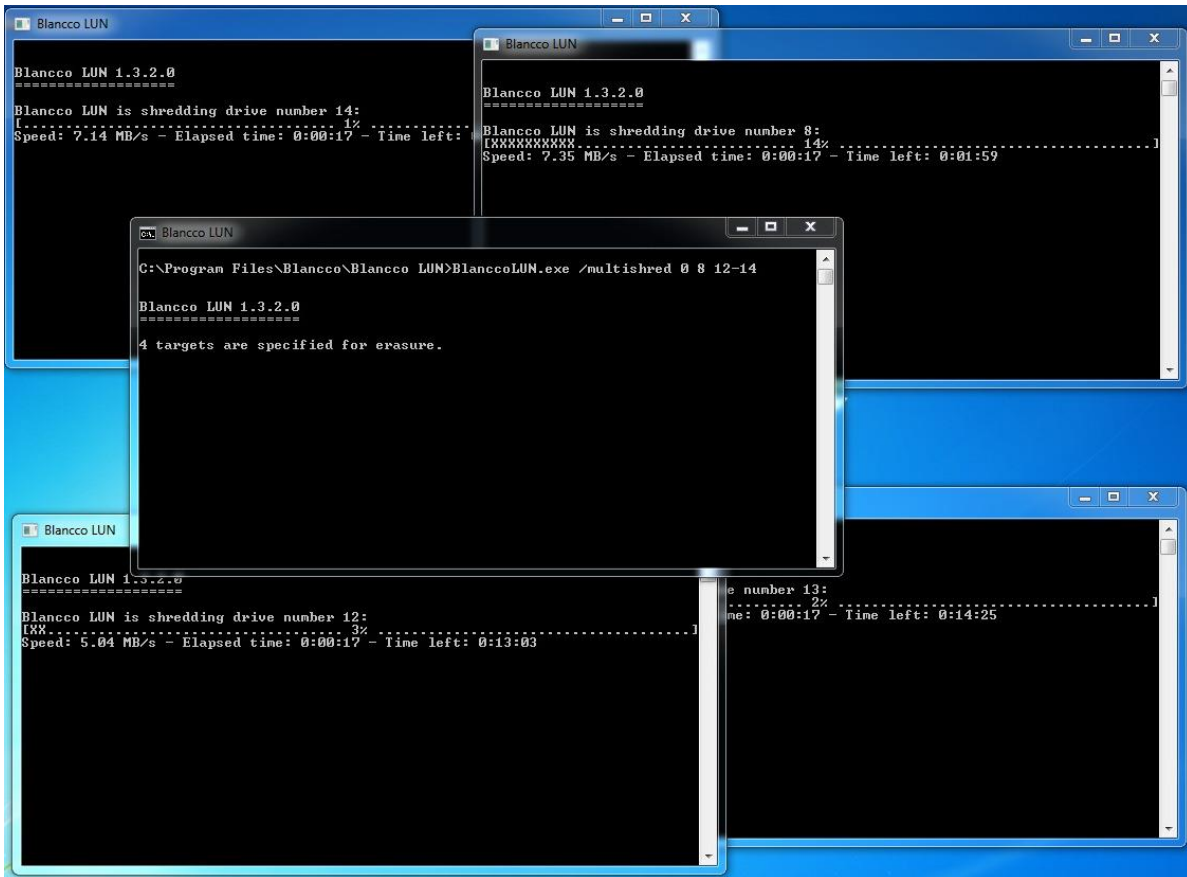 Blancco LUN
Blancco LUN 1.3.2.0
===================
Blancco LUN is shredding drive number 14:
[...................................... 1% ............
Speed: 7.14 MB/s - Elapsed time: 0:00:17 - Time left:
Blancco LUN
Blancco LUN 1.3.2.0
===================
Blancco LUN is shredding drive number 8:
[XXXXXXXXXX.......................... 14% .....................................]
Speed: 7.35 MB/s - Elapsed time: 0:00:17 - Time left: 0:01:59
Blancco LUN
C:\Program Files\Blancco\Blancco LUN>BlanccoLUN.exe /multishred 0 8 12-14
Blancco LUN 1.3.2.0
===================
4 targets are specified for erasure.
Blancco LUN
Blancco LUN 1.3.2.0
===================
Blancco LUN is shredding drive number 12:
[XX.................................... 3% .....................................]
Speed: 5.04 MB/s - Elapsed time: 0:00:17 - Time left: 0:13:03
e number 13:
......... 2% .....................................]
me: 0:00:17 - Time left: 0:14:25